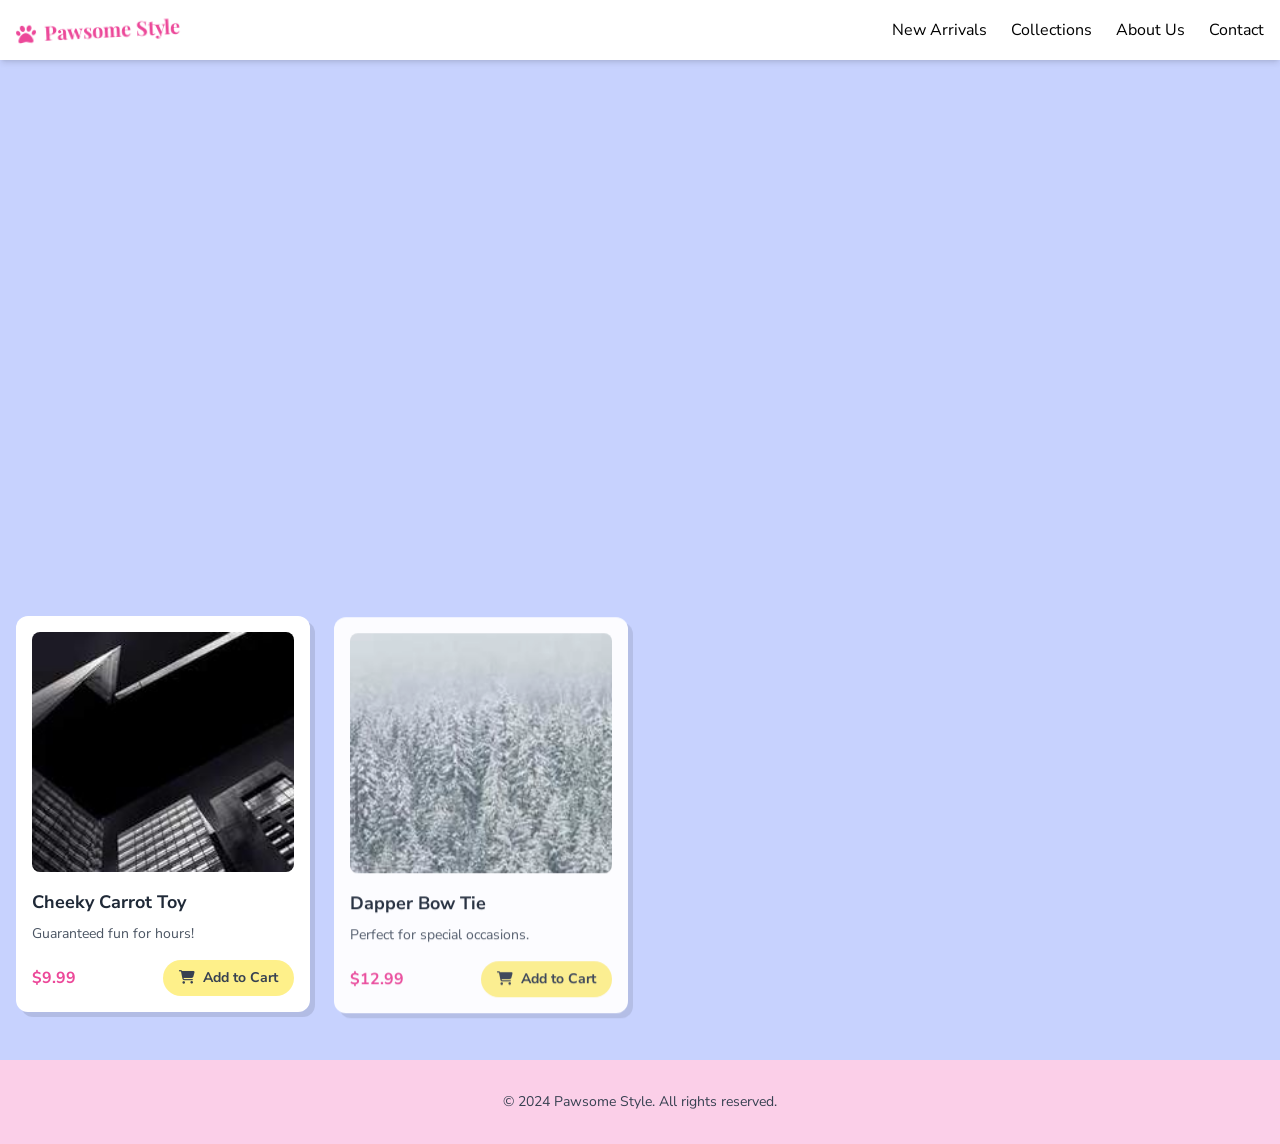 Pawsome Style
New Arrivals
Collections
About Us
Contact
Cheeky Carrot Toy
Guaranteed fun for hours!
$9.99
Add to Cart
Dapper Bow Tie
Perfect for special occasions.
$12.99
Add to Cart
© 2024 Pawsome Style. All rights reserved.